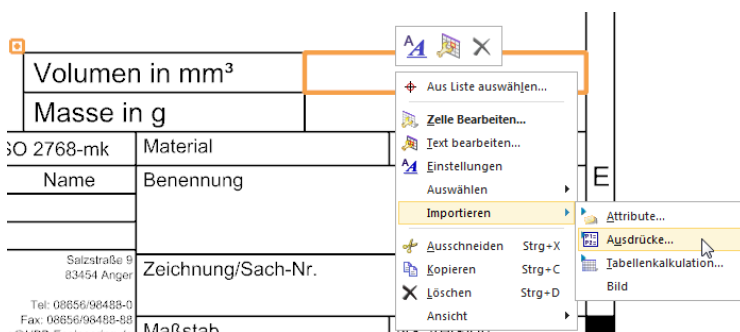 Volumen in mm³
Masse in g
SO 2768-mk
Material
Name
Benennung
E
Salzstraße 9
83454 Anger
Zeichnung/Sach-Nr.
Tel: 08656/98488-0
Fax: 08656/98488-88
Maßstab
Aus Liste auswählen...
Zelle Bearbeiten...
Text bearbeiten...
Einstellungen
Auswählen
Importieren
Ausschneiden Strg+X
Kopieren Strg+C
Löschen Strg+D
Ansicht
Attribute...
Ausdrücke...
Tabellenkalkulation...
Bild